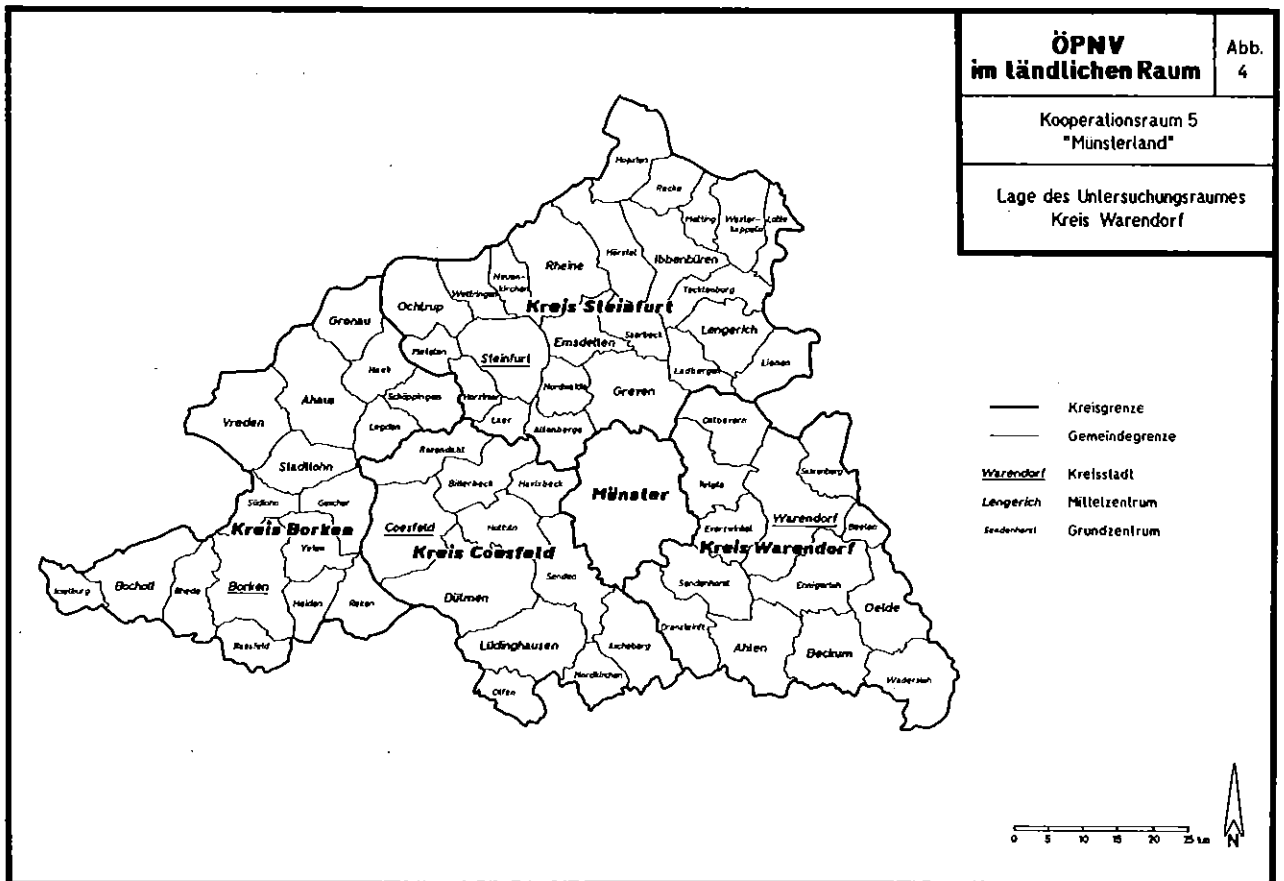 ÖPNV
im ländlichen Raum
Abb.
4
Kooperationsraum 5
"Münsterland"
Lage des Untersuchungsraumes
Kreis Warendorf
Hopsten
Recke
Metting
Wester-
kappeln
Lotte
Hörstel
Rheine
Ibbenbüren
Neuen-
kirchen
Wettringen
Tecklenburg
Ochtrup
Kreis Steinfurt
Gronau
Lengerich
Saerbeck
Emsdetten
Metelen
Steinfurt
Lienen
Ladbergen
Heek
Nordwalde
Greven
Schöppingen
Horstmar
Ahaus
Vreden
Legden
Laer
Altenberge
Ostbevern
Rosendahl
Stadtlohn
Sassenberg
Billerbeck
Havixbeck
Telgte
Münster
Südlohn
Gescher
Warendorf
Beelen
Coesfeld
Nottuln
Everswinkel
Kreis Borken
Kreis Coesfeld
Kreis Warendorf
Velen
Senden
Sendenhorst
Ennigerloh
Isselburg
Bocholt
Rhede
Borken
Heiden
Reken
Dülmen
Oelde
Drensteinfurt
Raesfeld
Lüdinghausen
Ascheberg
Ahlen
Beckum
Nordkirchen
Wadersloh
Olfen
Kreisgrenze
Gemeindegrenze
Warendorf Kreisstadt
Lengerich Mittelzentrum
Sendenhorst Grundzentrum
0 5 10 15 20 25 km
N